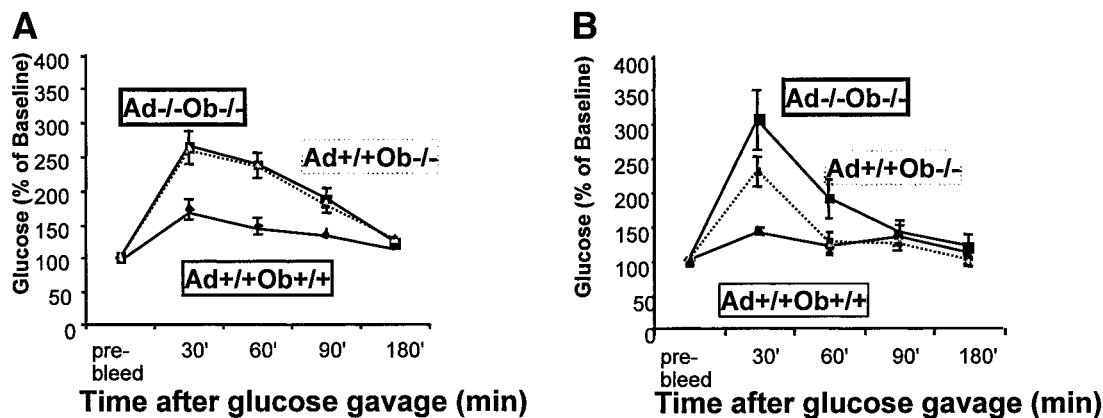 A
Glucose (% of Baseline)
400
350
300
250
200
150
100
50
0
Ad-/-Ob-/-
Ad+/+Ob-/-
Ad+/+Ob+/+
pre-
bleed
30'
60'
90'
180'
Time after glucose gavage (min)
B
Glucose (% of Baseline)
400
350
300
250
200
150
100
50
0
Ad-/-Ob-/-
Ad+/+Ob-/-
Ad+/+Ob+/+
pre-
bleed
30'
60'
90'
180'
Time after glucose gavage (min)